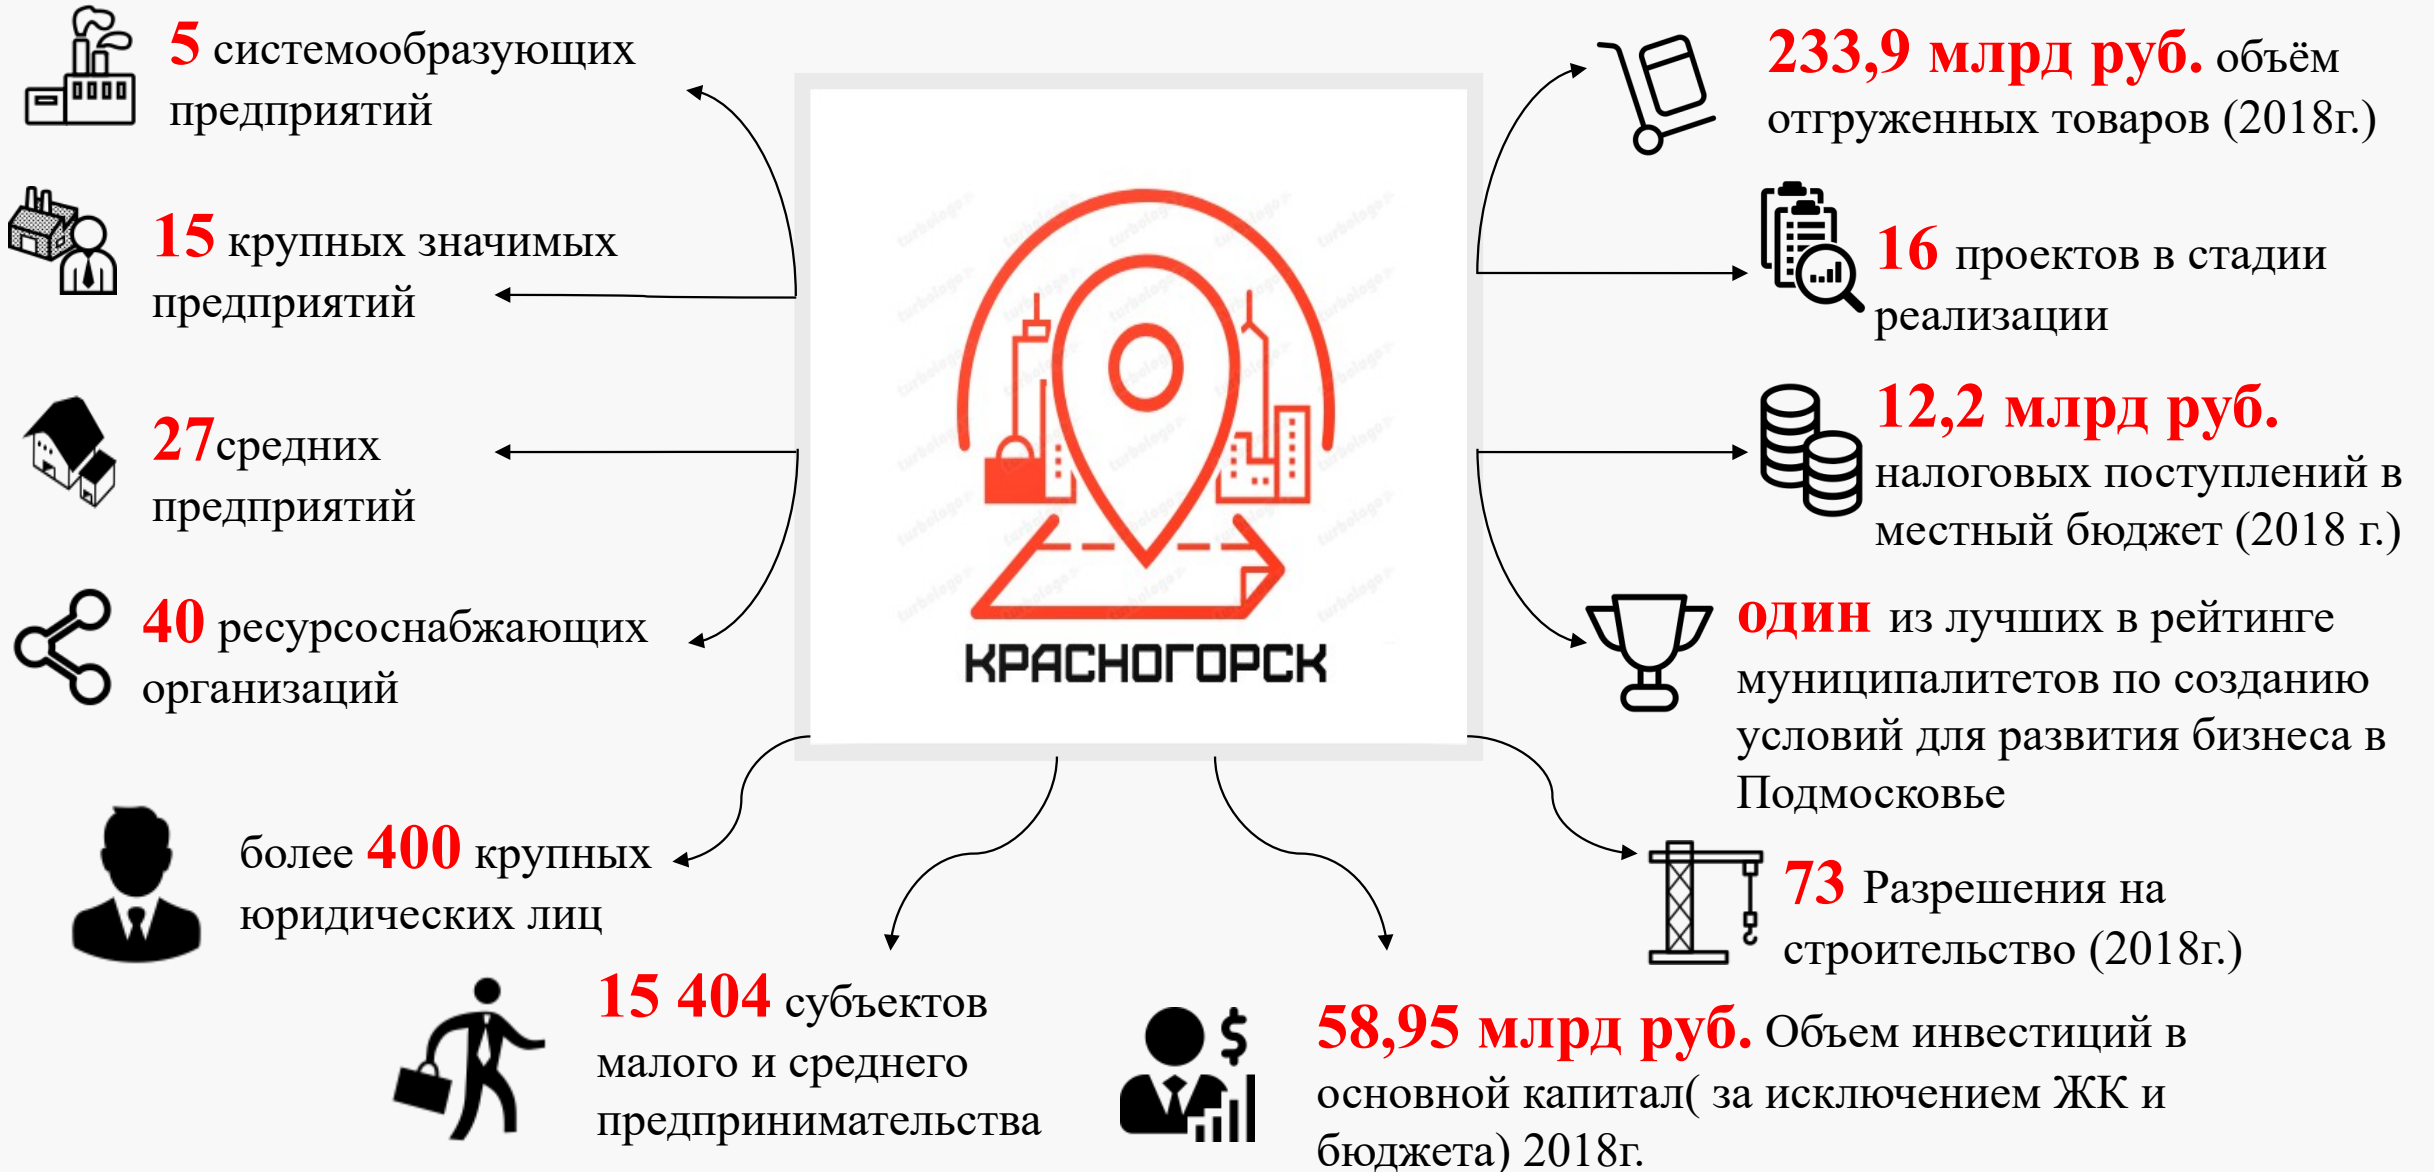 5 системообразующих
предприятий
15 крупных значимых
предприятий
27средних
предприятий
40 ресурсоснабжающих
организаций
более 400 крупных
юридических лиц
15 404 субъектов
малого и среднего
предпринимательства
КРАСНОГОРСК
233,9 млрд руб. объём
отгруженных товаров (2018г.)
16 проектов в стадии
реализации
12,2 млрд руб.
налоговых поступлений в
местный бюджет (2018 г.)
один из лучших в рейтинге
муниципалитетов по созданию
условий для развития бизнеса в
Подмосковье
73 Разрешения на
строительство (2018г.)
58,95 млрд руб. Объем инвестиций в
основной капитал( за исключением ЖК и
бюджета) 2018г.